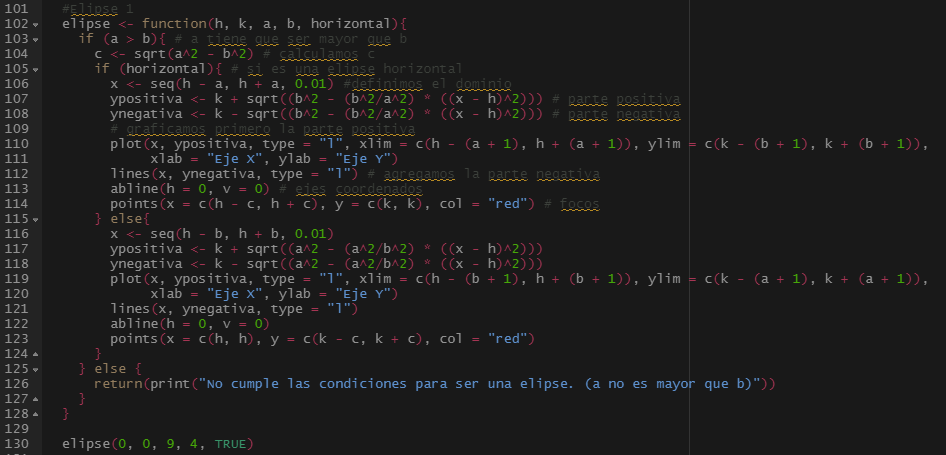 101 #Elipse 1
102 elipse <- function(h, k, a, b, horizontal){
103 if (a > b){ # a tiene que ser mayor que b
104 c <- sqrt(a^2 - b^2) # calculamos c
105 if (horizontal){ # si es una elipse horizontal
106 x <- seq(h - a, h + a, 0.01) #definimos el dominio
107 ypositiva <- k + sqrt((b^2 - (b^2/a^2) * ((x - h)^2))) # parte positiva
108 ynegativa <- k - sqrt((b^2 - (b^2/a^2) * ((x - h)^2))) # parte negativa
109 # graficamos primero la parte positiva
110 plot(x, ypositiva, type = "l", xlim = c(h - (a + 1), h + (a + 1)), ylim = c(k - (b + 1), k + (b + 1)),
111 xlab = "Eje X", ylab = "Eje Y")
112 lines(x, ynegativa, type = "l") # agregamos la parte negativa
113 abline(h = 0, v = 0) # ejes coordenados
114 points(x = c(h - c, h + c), y = c(k, k), col = "red") # focos
115 } else{
116 x <- seq(h - b, h + b, 0.01)
117 ypositiva <- k + sqrt((a^2 - (a^2/b^2) * ((x - h)^2)))
118 ynegativa <- k - sqrt((a^2 - (a^2/b^2) * ((x - h)^2)))
119 plot(x, ypositiva, type = "l", xlim = c(h - (b + 1), h + (b + 1)), ylim = c(k - (a + 1), k + (a + 1)),
120 xlab = "Eje X", ylab = "Eje Y")
121 lines(x, ynegativa, type = "l")
122 abline(h = 0, v = 0)
123 points(x = c(h, h), y = c(k - c, k + c), col = "red")
124 }
125 } else {
126 return(print("No cumple las condiciones para ser una elipse. (a no es mayor que b)"))
127 }
128 }
129
130 elipse(0, 0, 9, 4, TRUE)